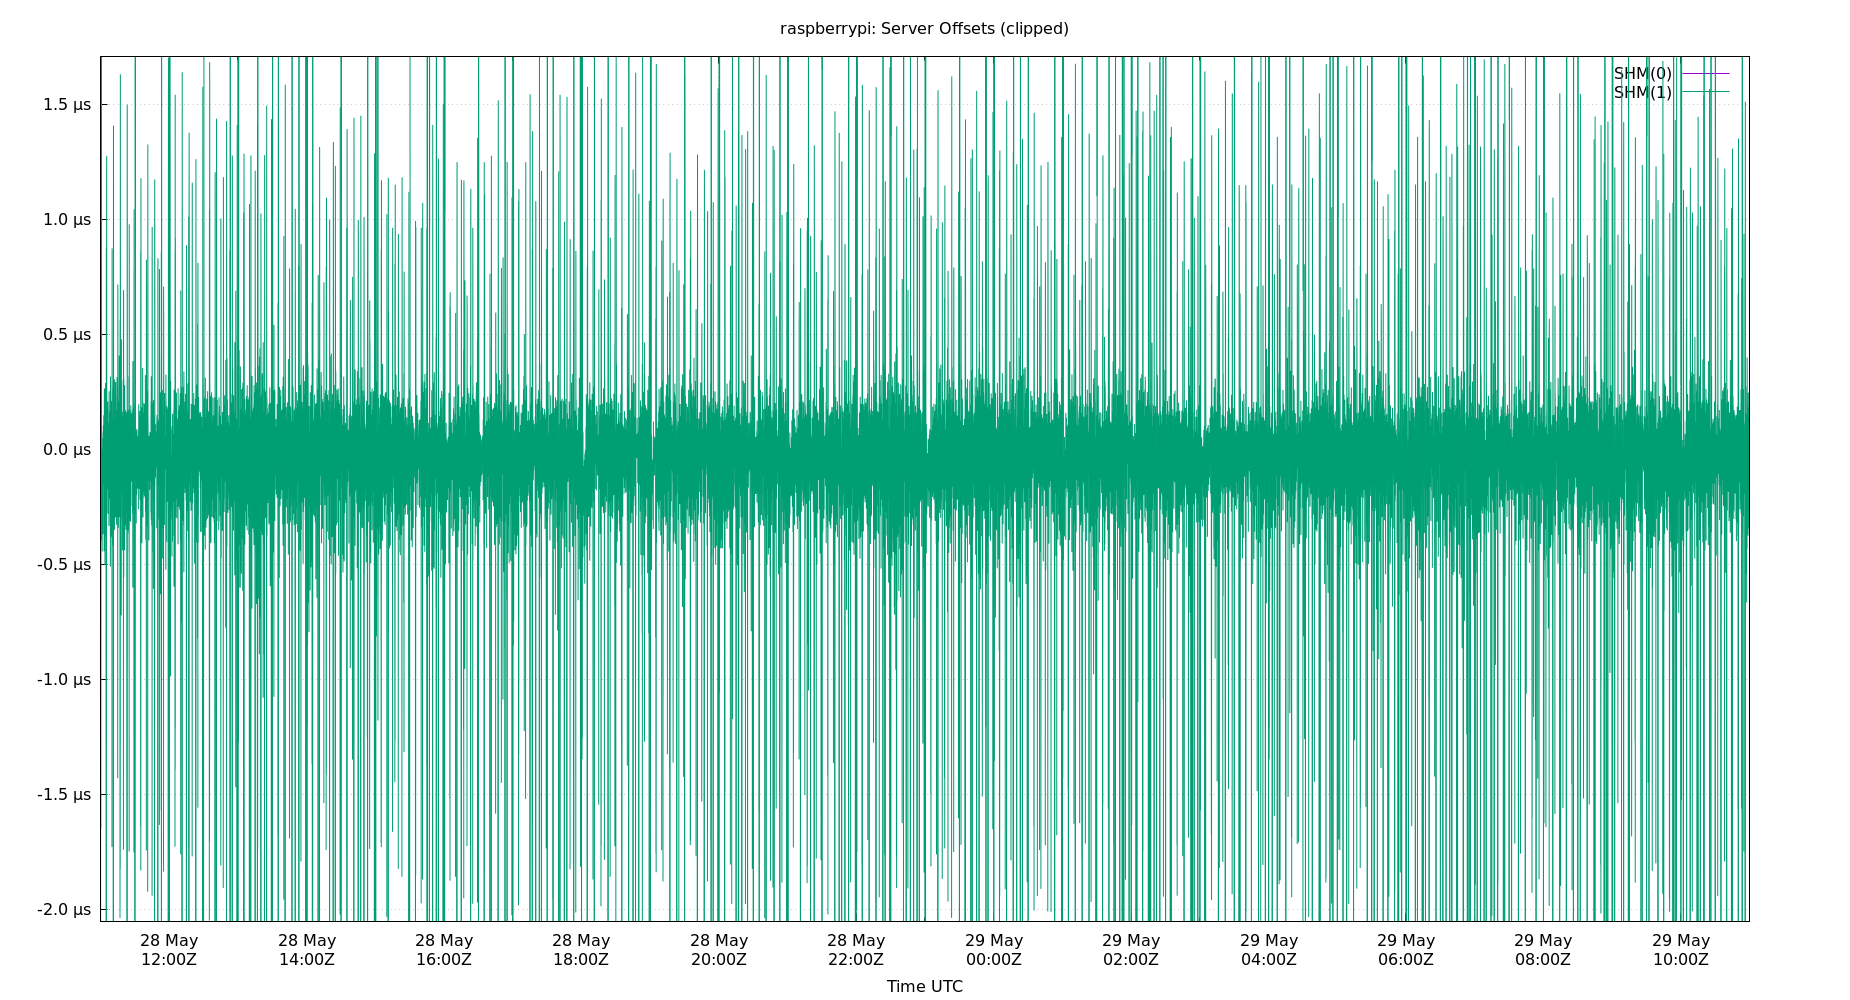 raspberrypi: Server Offsets (clipped)
SHM(0)
SHM(1)
1.5 µs
1.0 µs
0.5 µs
0.0 µs
-0.5 µs
-1.0 µs
-1.5 µs
-2.0 µs
28 May 28 May 28 May 28 May 28 May 28 May 29 May 29 May 29 May 29 May 29 May 29 May
12:00Z 14:00Z 16:00Z 18:00Z 20:00Z 22:00Z 00:00Z 02:00Z 04:00Z 06:00Z 08:00Z 10:00Z
Time UTC